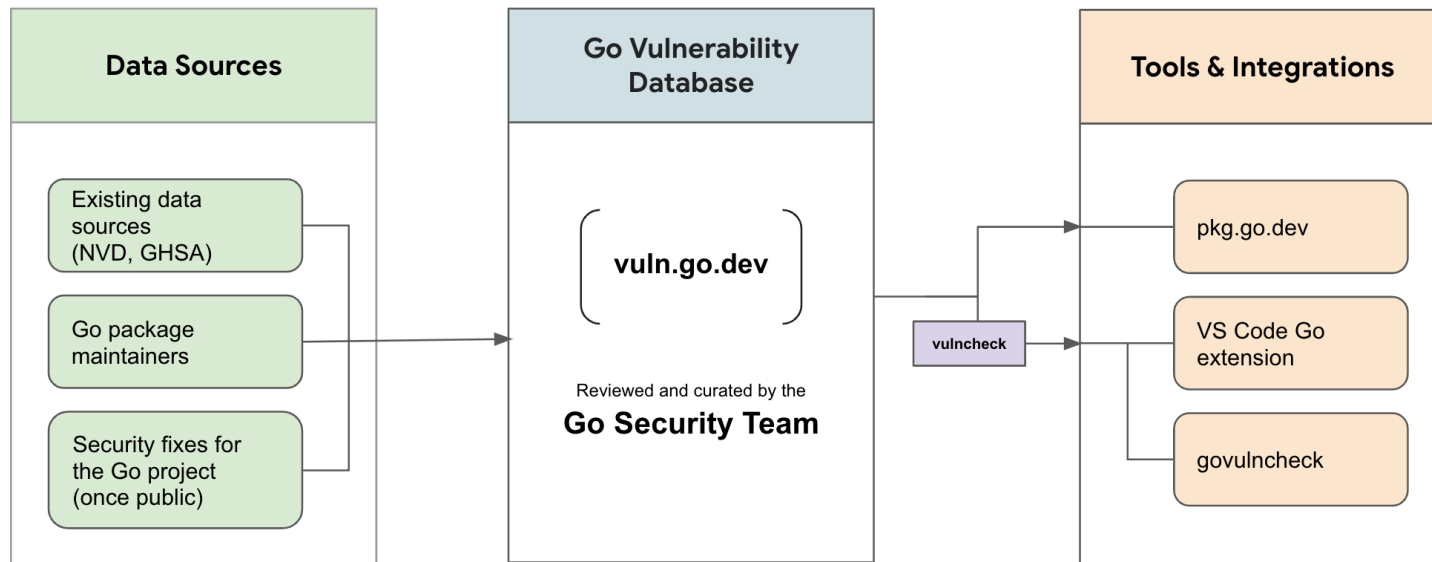 Data Sources
Existing data
sources
(NVD, GHSA)
Go package
maintainers
Security fixes for
the Go project
(once public)
Go Vulnerability
Database
vuln.go.dev
Reviewed and curated by the
Go Security Team
vulncheck
Tools & Integrations
pkg.go.dev
VS Code Go
extension
govulncheck